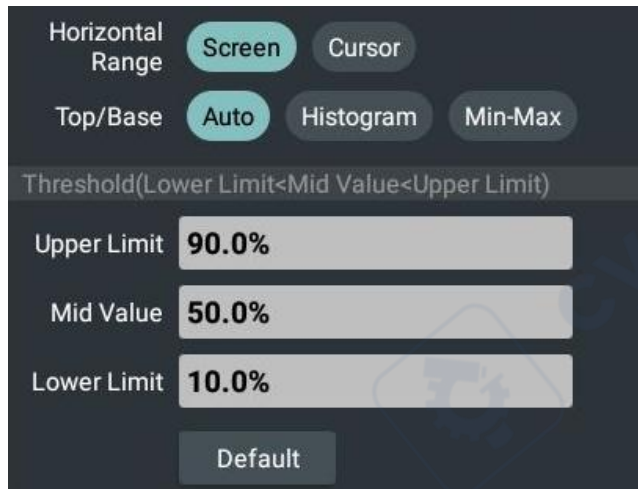 Horizontal
Range
Screen
Cursor
Top/Base
Auto
Histogram
Min-Max
Threshold(Lower Limit<Mid Value<Upper Limit)
Upper Limit
90.0%
Mid Value
50.0%
Lower Limit
10.0%
Default